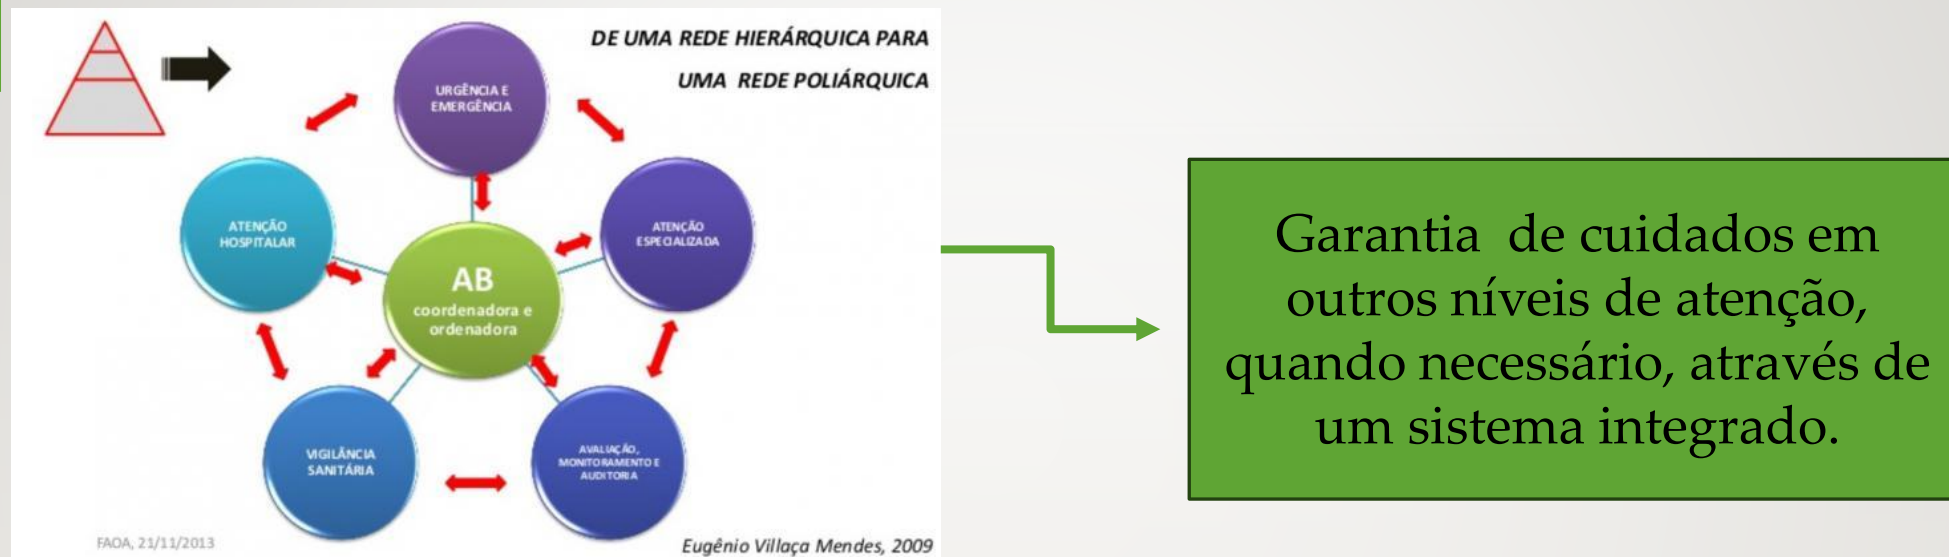 DE UMA REDE HIERÁRQUICA PARA
UMA REDE POLIÁRQUICA
URGÊNCIA E
EMERGÊNCIA
ATENÇÃO
HOSPITALAR
ATENÇÃO
ESPECIALIZADA
AB
coordenadora e
ordenadora
VIGILÂNCIA
SANITÁRIA
AVALIAÇÃO,
MONITORAMENTO E
AUDITORIA
FAOA, 21/11/2013
Eugênio Villaça Mendes, 2009
Garantia de cuidados em
outros níveis de atenção,
quando necessário, através de
um sistema integrado.